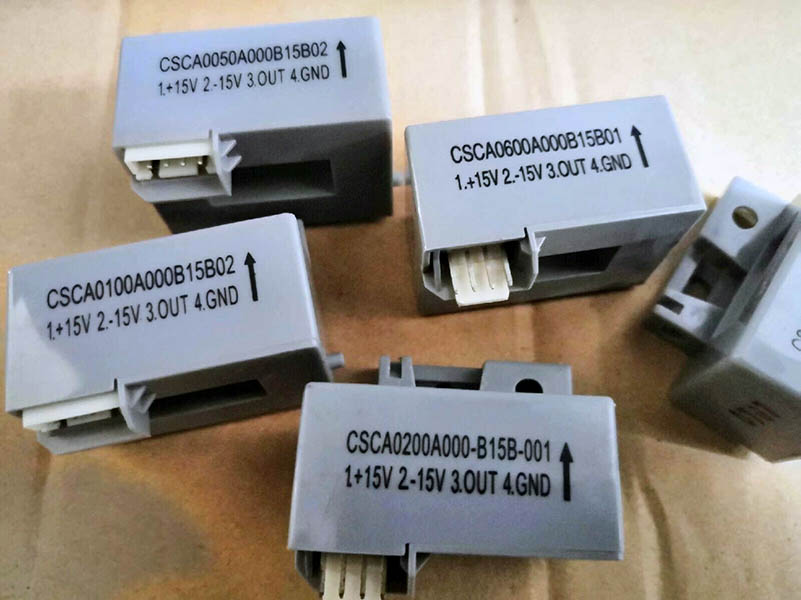 CSCA0050A000B15B02
1.+15V 2.-15V 3.OUT 4.GND
CSCA0600A000B15B01
1.+15V 2.-15V 3.OUT 4.GND
CSCA0100A000B15B02
1.+15V 2.-15V 3.OUT 4.GND
CSCA0200A000-B15B-001
1.+15V 2.-15V 3.OUT 4.GND